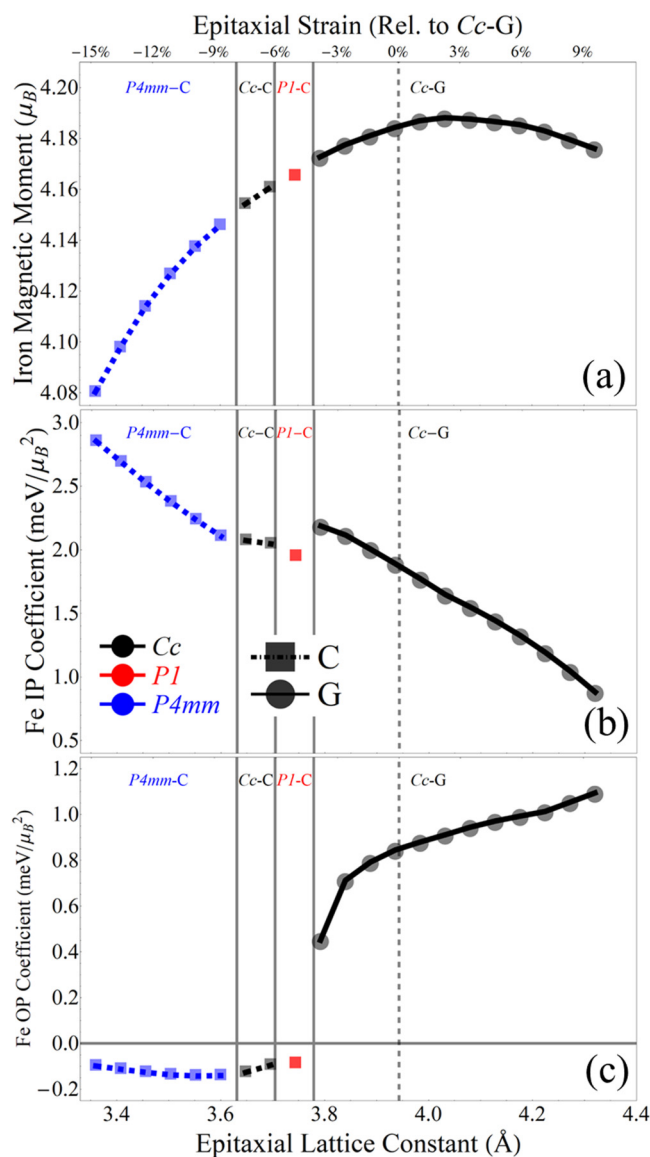 Epitaxial Strain (Rel. to Cc-G)
-15% -12% -9% -6% -3% 0% 3% 6% 9%
P4mm-C Cc-C P1-C Cc-G
4.20
4.18
4.16
4.14
4.12
4.10
4.08
Iron Magnetic Moment (μB)
(a)
P4mm-C Cc-C P1-C Cc-G
3.0
2.5
2.0
1.5
1.0
0.5
Fe IP Coefficient (meV/μB²)
Cc
P1
P4mm
C
G
(b)
P4mm-C Cc-C P1-C Cc-G
1.2
1.0
0.8
0.6
0.4
0.0
-0.2
Fe OP Coefficient (meV/μB²)
(c)
3.4 3.6 3.8 4.0 4.2 4.4
Epitaxial Lattice Constant (Å)